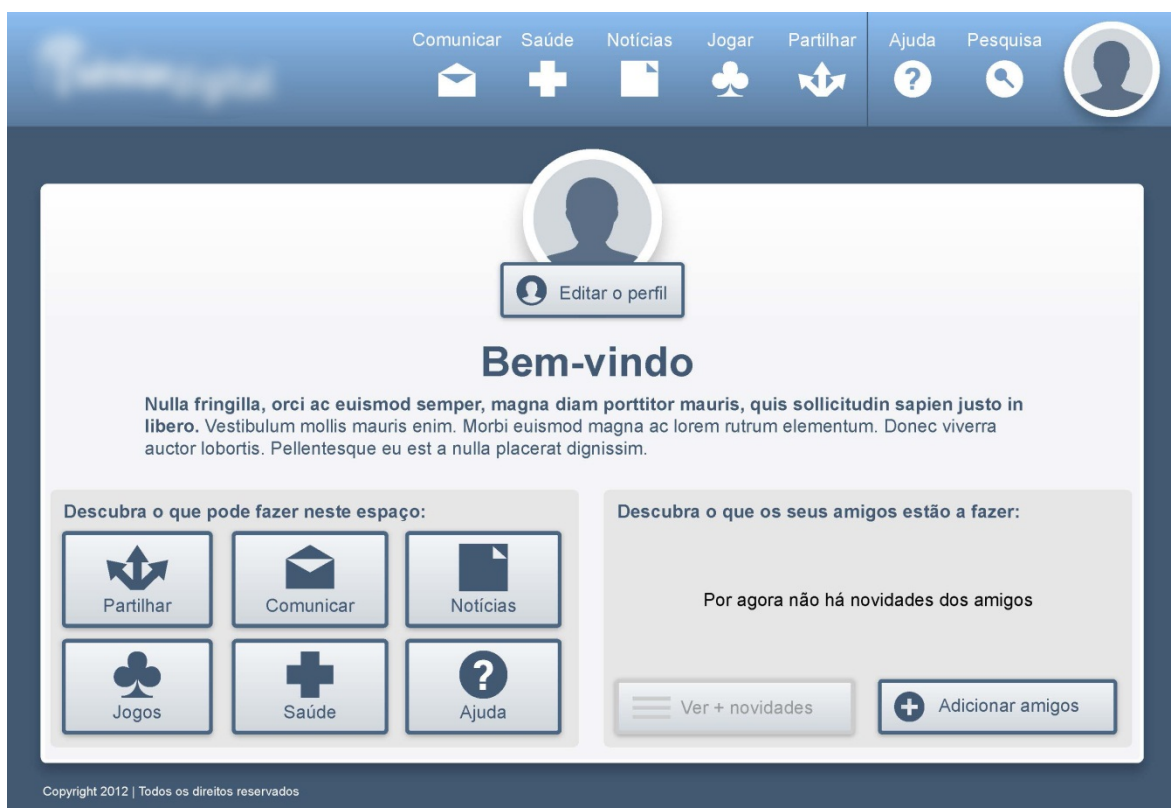 Comunicar Saúde Notícias Jogar Partilhar Ajuda Pesquisa
Editar o perfil
Bem-vindo
Nulla fringilla, orci ac euismod semper, magna diam porttitor mauris, quis sollicitudin sapien justo in
libero. Vestibulum mollis mauris enim. Morbi euismod magna ac lorem rutrum elementum. Donec viverra
auctor lobortis. Pellentesque eu est a nulla placerat dignissim.
Descubra o que pode fazer neste espaço:
Partilhar Comunicar Notícias
Jogos Saúde Ajuda
Descubra o que os seus amigos estão a fazer:
Por agora não há novidades dos amigos
Ver + novidades
Adicionar amigos
Copyright 2012 | Todos os direitos reservados